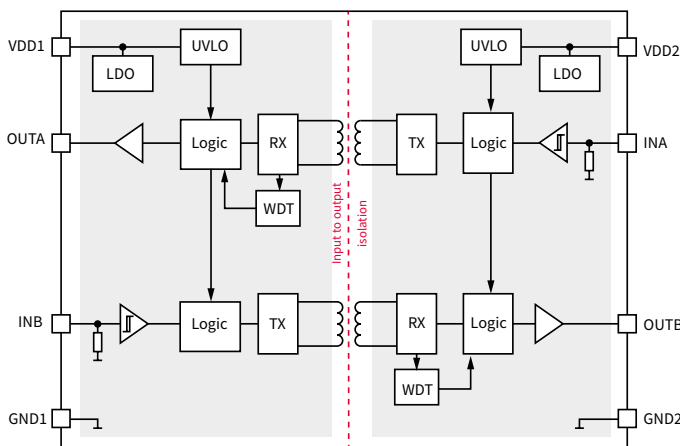 VDD1
UVLO
LDO
UVLO
LDO
VDD2
OUTA
Logic
RX
TX
Logic
INA
WDT
Input to output
isolation
INB
Logic
TX
RX
Logic
OUTB
WDT
GND1
GND2